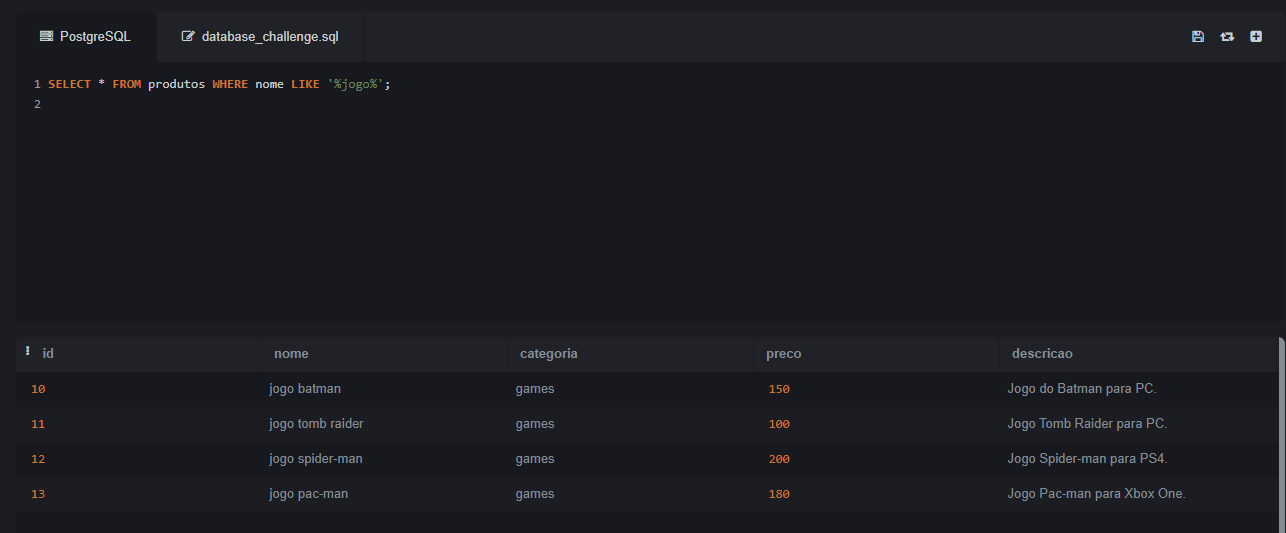 PostgreSQL database_challenge.sql
1 SELECT * FROM produtos WHERE nome LIKE '%jogo%';
2
id nome categoria preco descricao
10 jogo batman games 150 Jogo do Batman para PC.
11 jogo tomb raider games 100 Jogo Tomb Raider para PC.
12 jogo spider-man games 200 Jogo Spider-man para PS4.
13 jogo pac-man games 180 Jogo Pac-man para Xbox One.